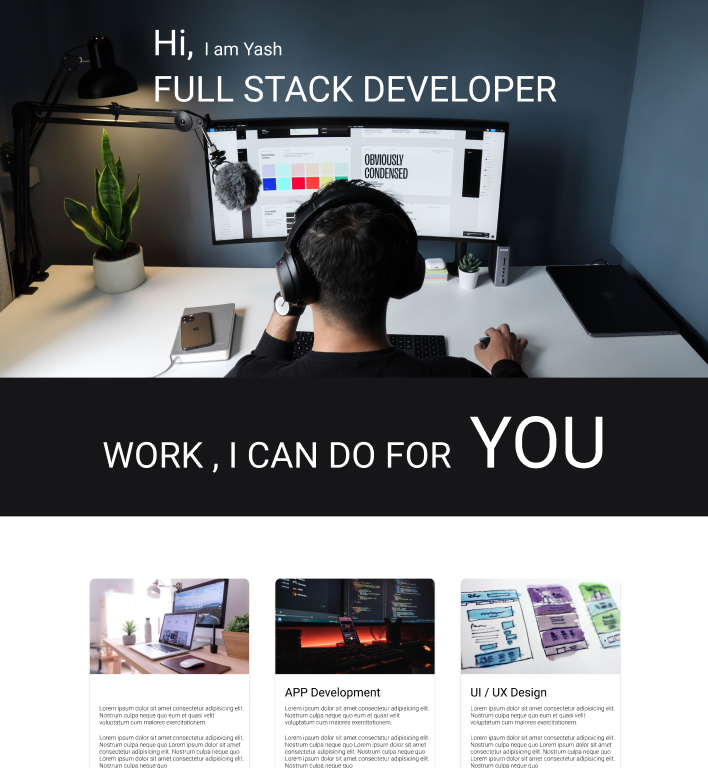 Hi, I am Yash
FULL STACK DEVELOPER
OBVIOUSLY
CONDENSED
WORK , I CAN DO FOR YOU
Lorem ipsum dolor sit amet consectetur adipisicing elit.
Nostrum culpa neque quo eum et quasi velit
voluptatum cum maiores exercitationem.
Lorem ipsum dolor sit amet consectetur adipisicing elit.
Nostrum culpa neque quo Lorem ipsum dolor sit amet
consectetur adipisicing elit. Nostrum culpa neque quo
Lorem ipsum dolor sit amet consectetur adipisicing elit.
Nostrum culpa neque quo
APP Development
Lorem ipsum dolor sit amet consectetur adipisicing elit.
Nostrum culpa neque quo eum et quasi velit
voluptatum cum maiores exercitationem.
Lorem ipsum dolor sit amet consectetur adipisicing elit.
Nostrum culpa neque quo Lorem ipsum dolor sit amet
consectetur adipisicing elit. Nostrum culpa neque quo
Lorem ipsum dolor sit amet consectetur adipisicing elit.
Nostrum culpa neque quo
UI / UX Design
Lorem ipsum dolor sit amet consectetur adipisicing elit.
Nostrum culpa neque quo eum et quasi velit
voluptatum cum maiores exercitationem.
Lorem ipsum dolor sit amet consectetur adipisicing elit.
Nostrum culpa neque quo Lorem ipsum dolor sit amet
consectetur adipisicing elit. Nostrum culpa neque quo
Lorem ipsum dolor sit amet consectetur adipisicing elit.
Nostrum culpa neque quo